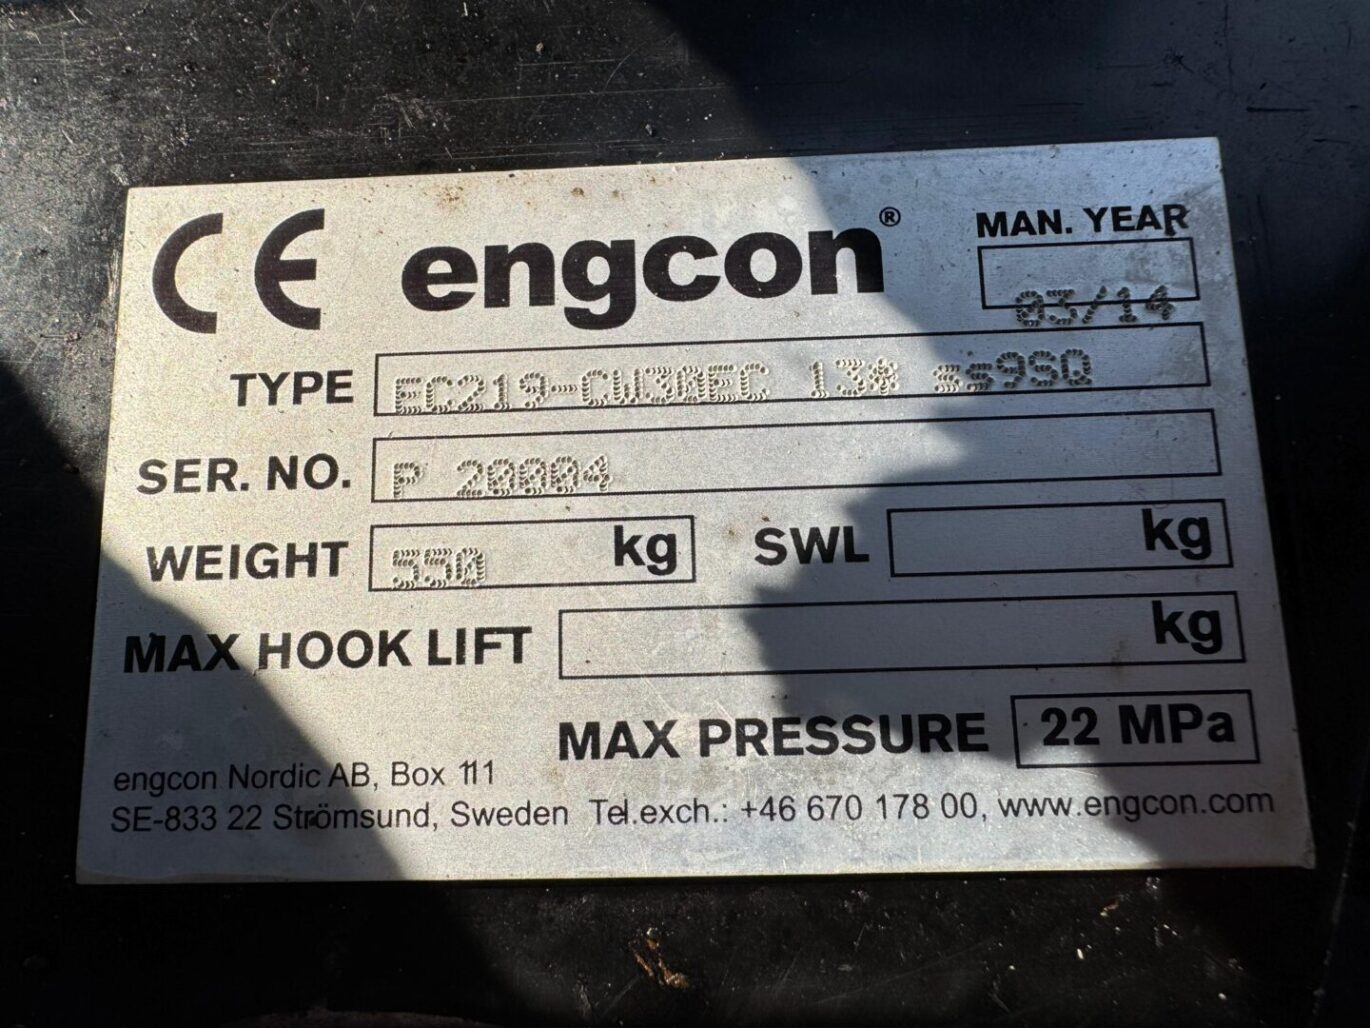 CE engcon® MAN. YEAR
03/14
TYPE EC219-CW30EC 13° ss9SQ
SER. NO. P 20004
WEIGHT 550 kg SWL kg
MAX HOOK LIFT kg
MAX PRESSURE 22 MPa
engcon Nordic AB, Box 111
SE-833 22 Strömsund, Sweden Tel.exch.: +46 670 178 00, www.engcon.com